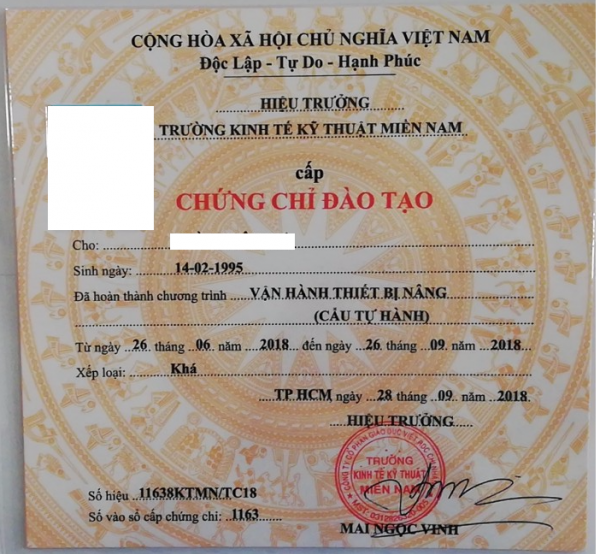 CỘNG HÒA XÃ HỘI CHỦ NGHĨA VIỆT NAM
Độc Lập - Tự Do - Hạnh Phúc
HIỆU TRƯỞNG
TRƯỜNG KINH TẾ KỸ THUẬT MIỀN NAM
cấp
CHỨNG CHỈ ĐÀO TẠO
Cho:
Sinh ngày: 14-02-1995
Đã hoàn thành chương trình VẬN HÀNH THIẾT BỊ NÂNG
(CẨU TỰ HÀNH)
Từ ngày 26 tháng 06 năm 2018 đến ngày 26 tháng 09 năm 2018
Xếp loại: Khá
TP HCM ngày 28 tháng 09 năm 2018
HIỆU TRƯỞNG
TRƯỜNG
KINH TẾ KỸ THUẬT
MIỀN NAM
Số hiệu 11638KTMN/TC18
Số vào sổ cấp chứng chỉ: 1163
MAI NGỌC VINH